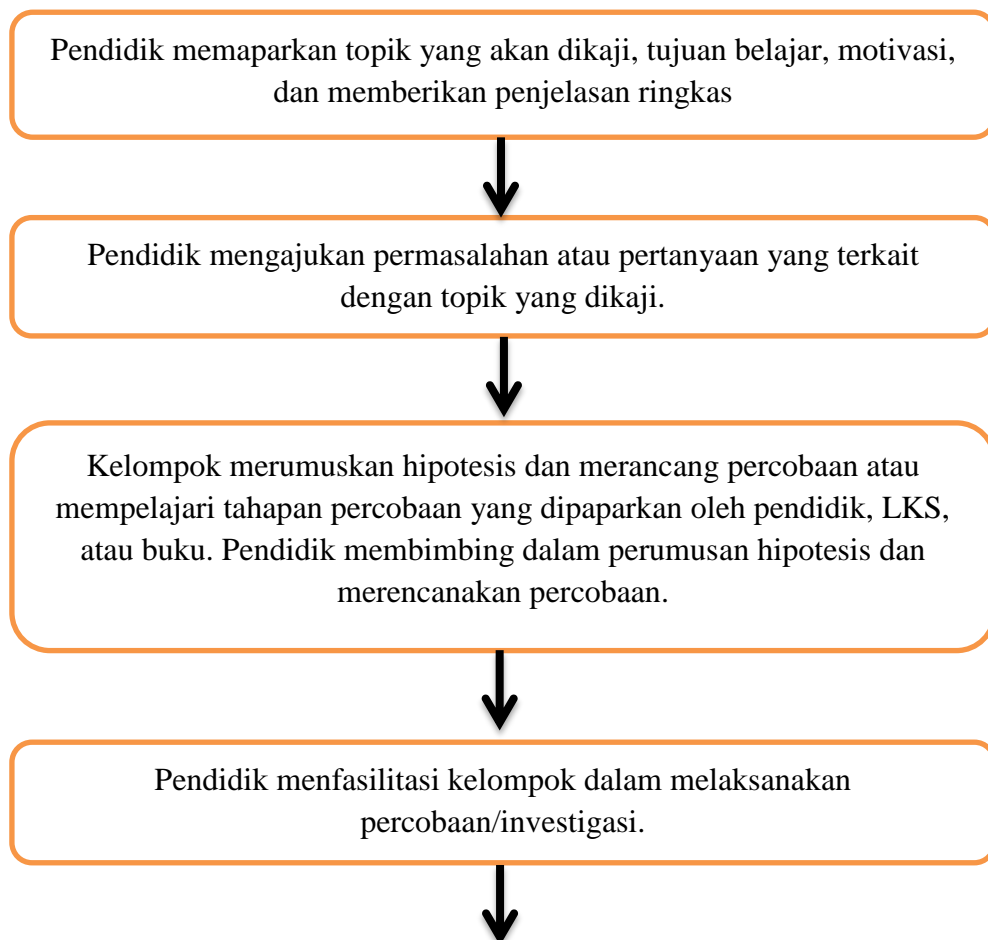 Pendidik memaparkan topik yang akan dikaji, tujuan belajar, motivasi,
dan memberikan penjelasan ringkas
Pendidik mengajukan permasalahan atau pertanyaan yang terkait
dengan topik yang dikaji.
Kelompok merumuskan hipotesis dan merancang percobaan atau
mempelajari tahapan percobaan yang dipaparkan oleh pendidik, LKS,
atau buku. Pendidik membimbing dalam perumusan hipotesis dan
merencanakan percobaan.
Pendidik menfasilitasi kelompok dalam melaksanakan
percobaan/investigasi.